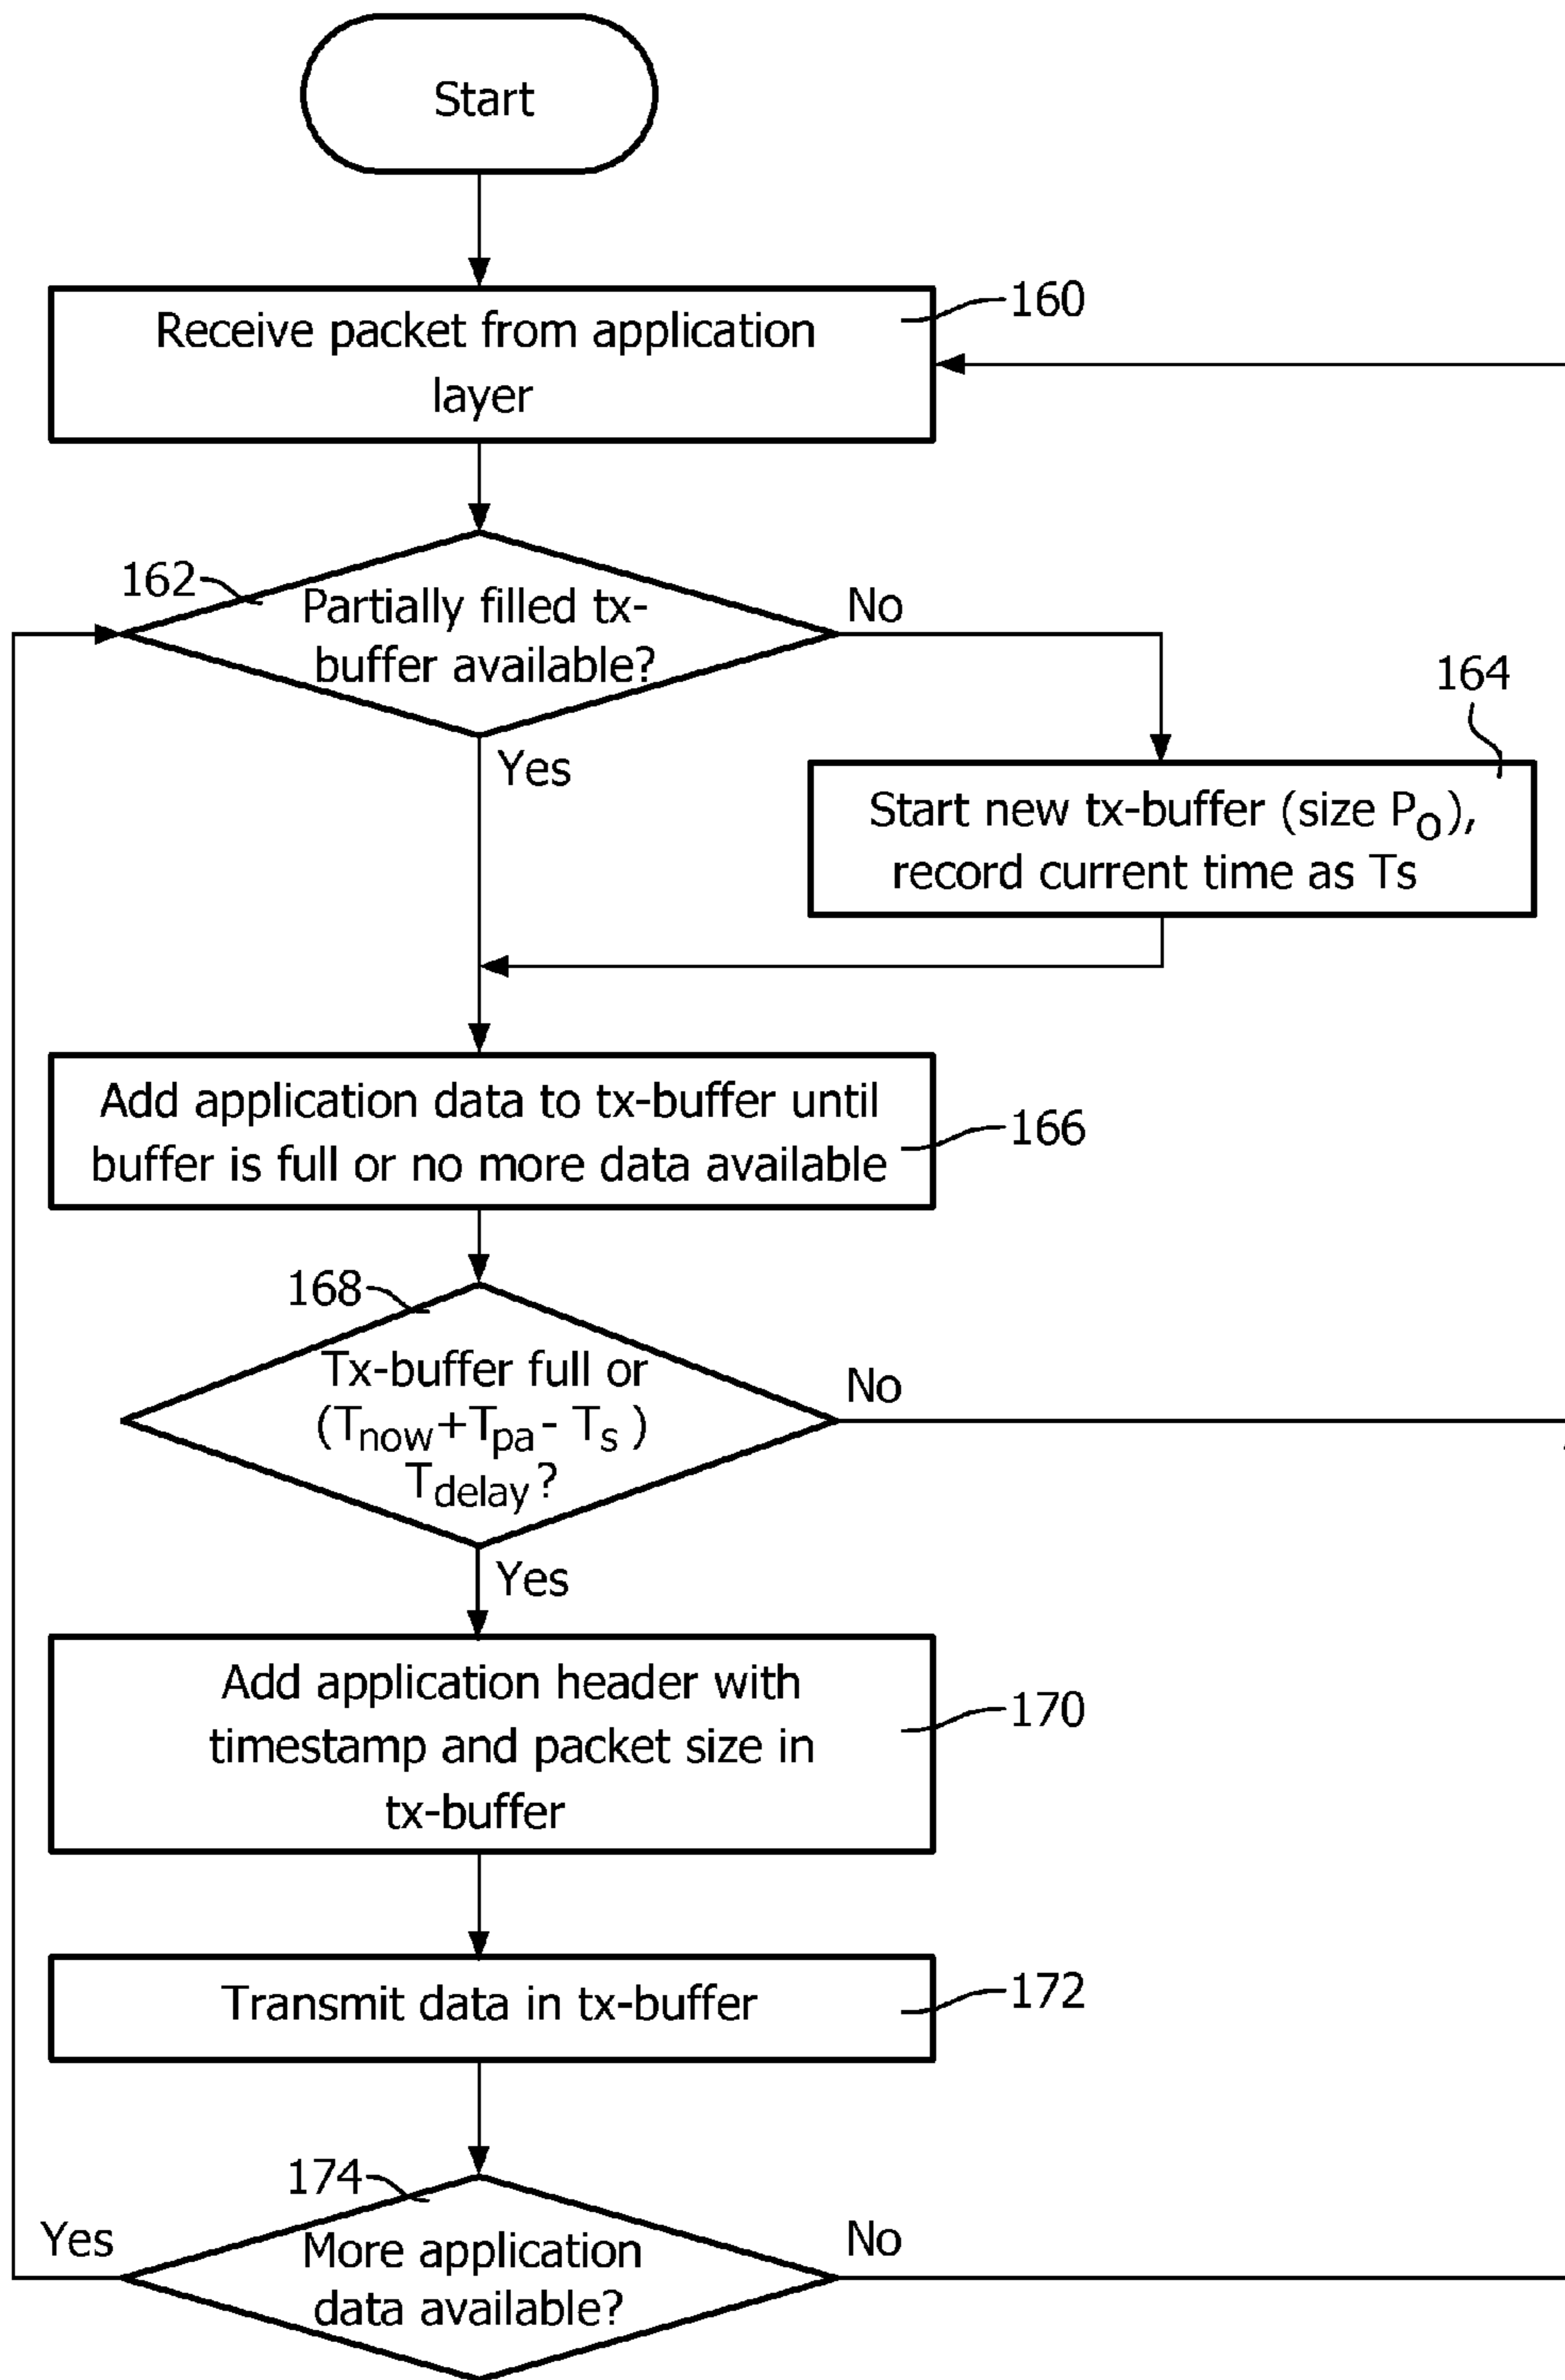 Start
Receive packet from application
layer
160
162
Partially filled tx-
buffer available?
No
Yes
164
Start new tx-buffer (size Po),
record current time as Ts
Add application data to tx-buffer until
buffer is full or no more data available
166
168
Tx-buffer full or
(Tnow+Tpa- Ts )
Tdelay?
No
Yes
Add application header with
timestamp and packet size in
tx-buffer
170
Transmit data in tx-buffer
172
174
Yes
More application
data available?
No